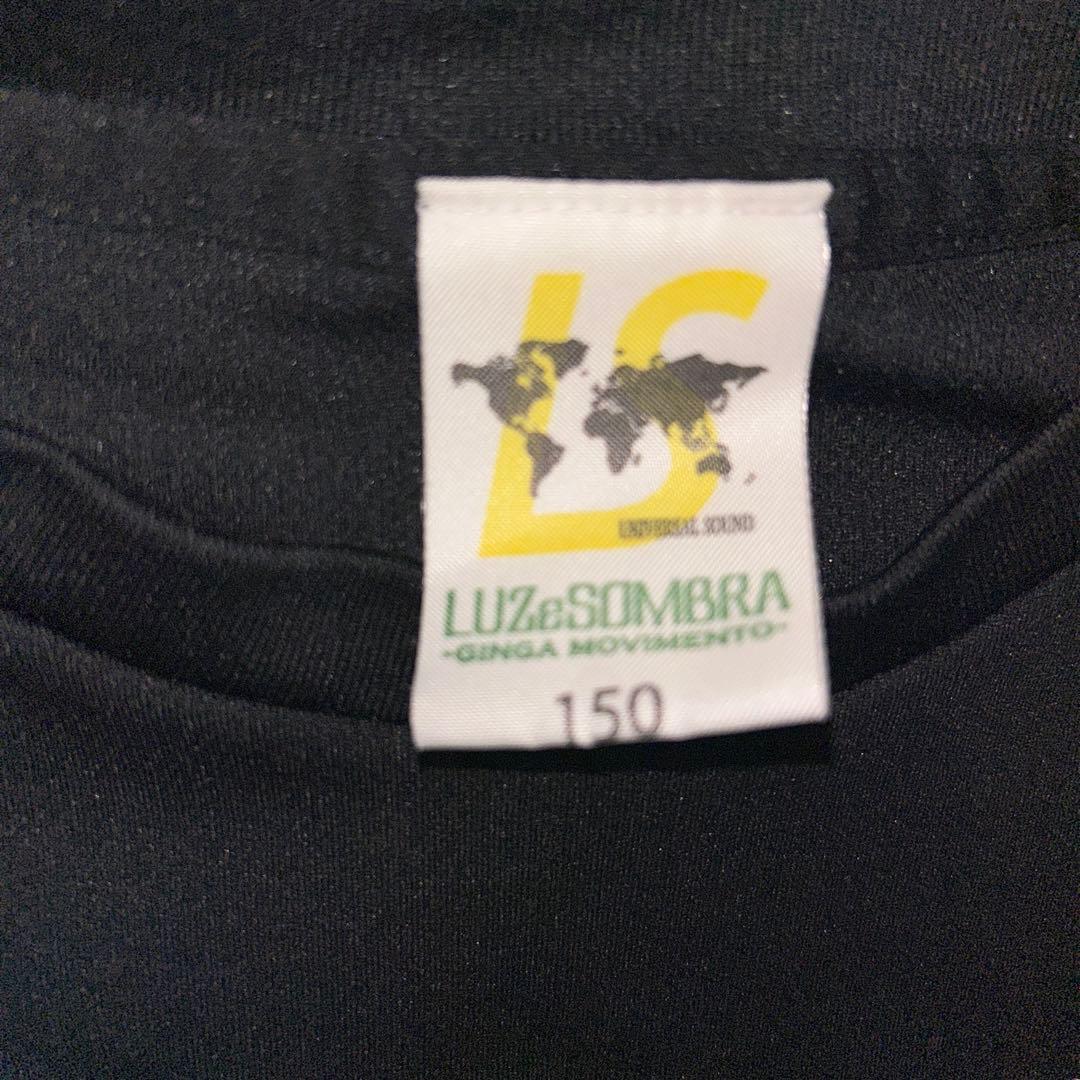 LS
UNIVERSAL SOUND
LUZeSOMBRA
-GINGA MOVIMENTO-
150